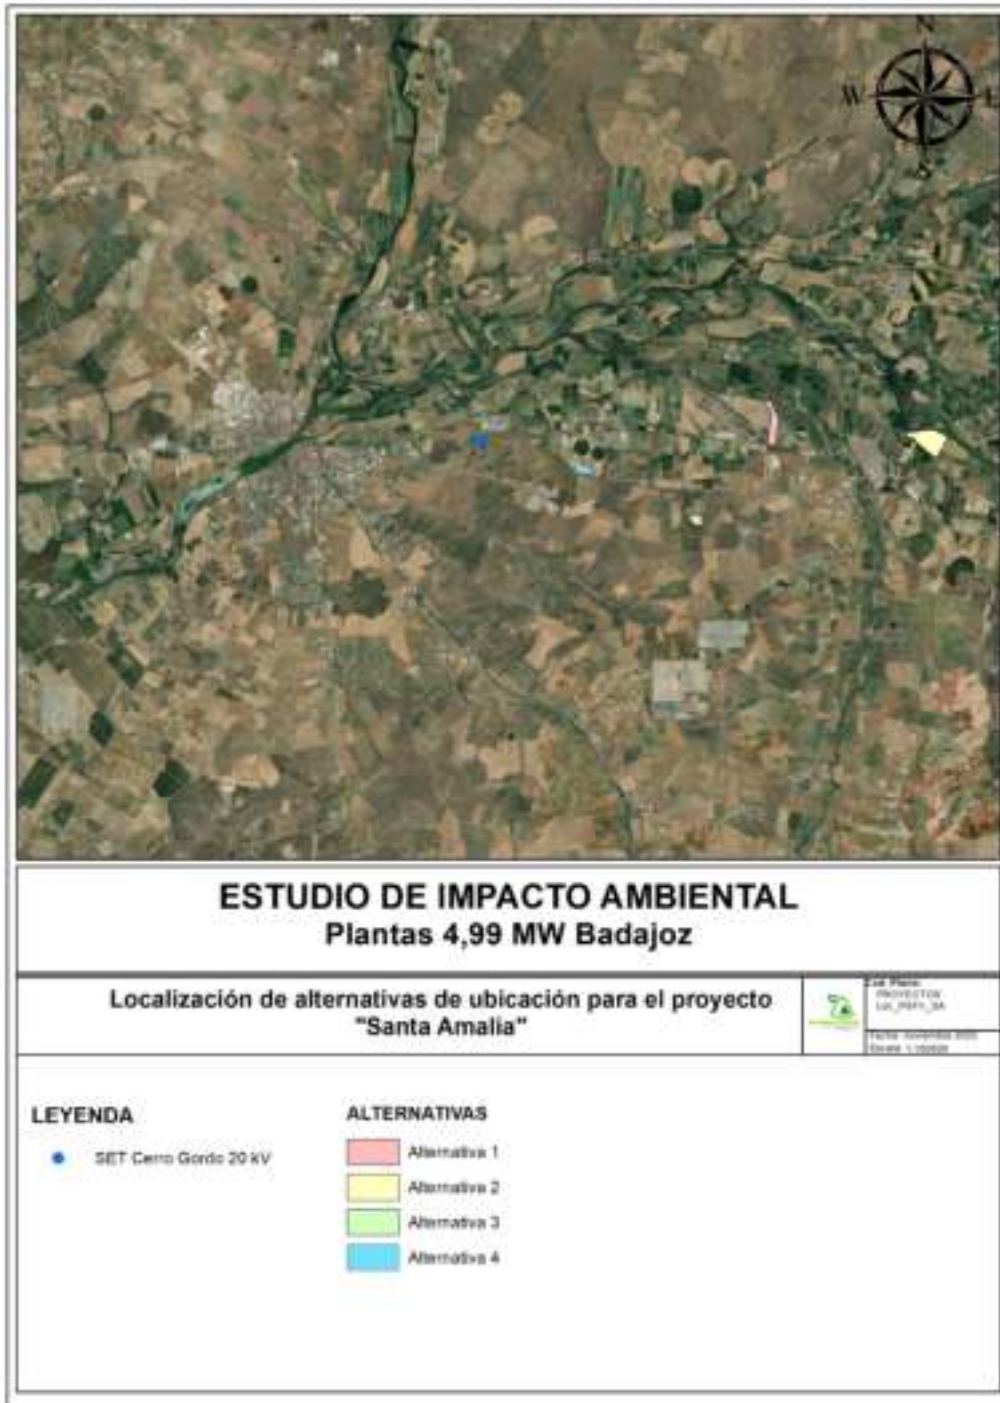 N
W
E
S
ESTUDIO DE IMPACTO AMBIENTAL
Plantas 4,99 MW Badajoz
Localización de alternativas de ubicación para el proyecto
"Santa Amalia"
PROYECTOS
LEYENDA
SET Cerro Gordo 20 kV
ALTERNATIVAS
Alternativa 1
Alternativa 2
Alternativa 3
Alternativa 4